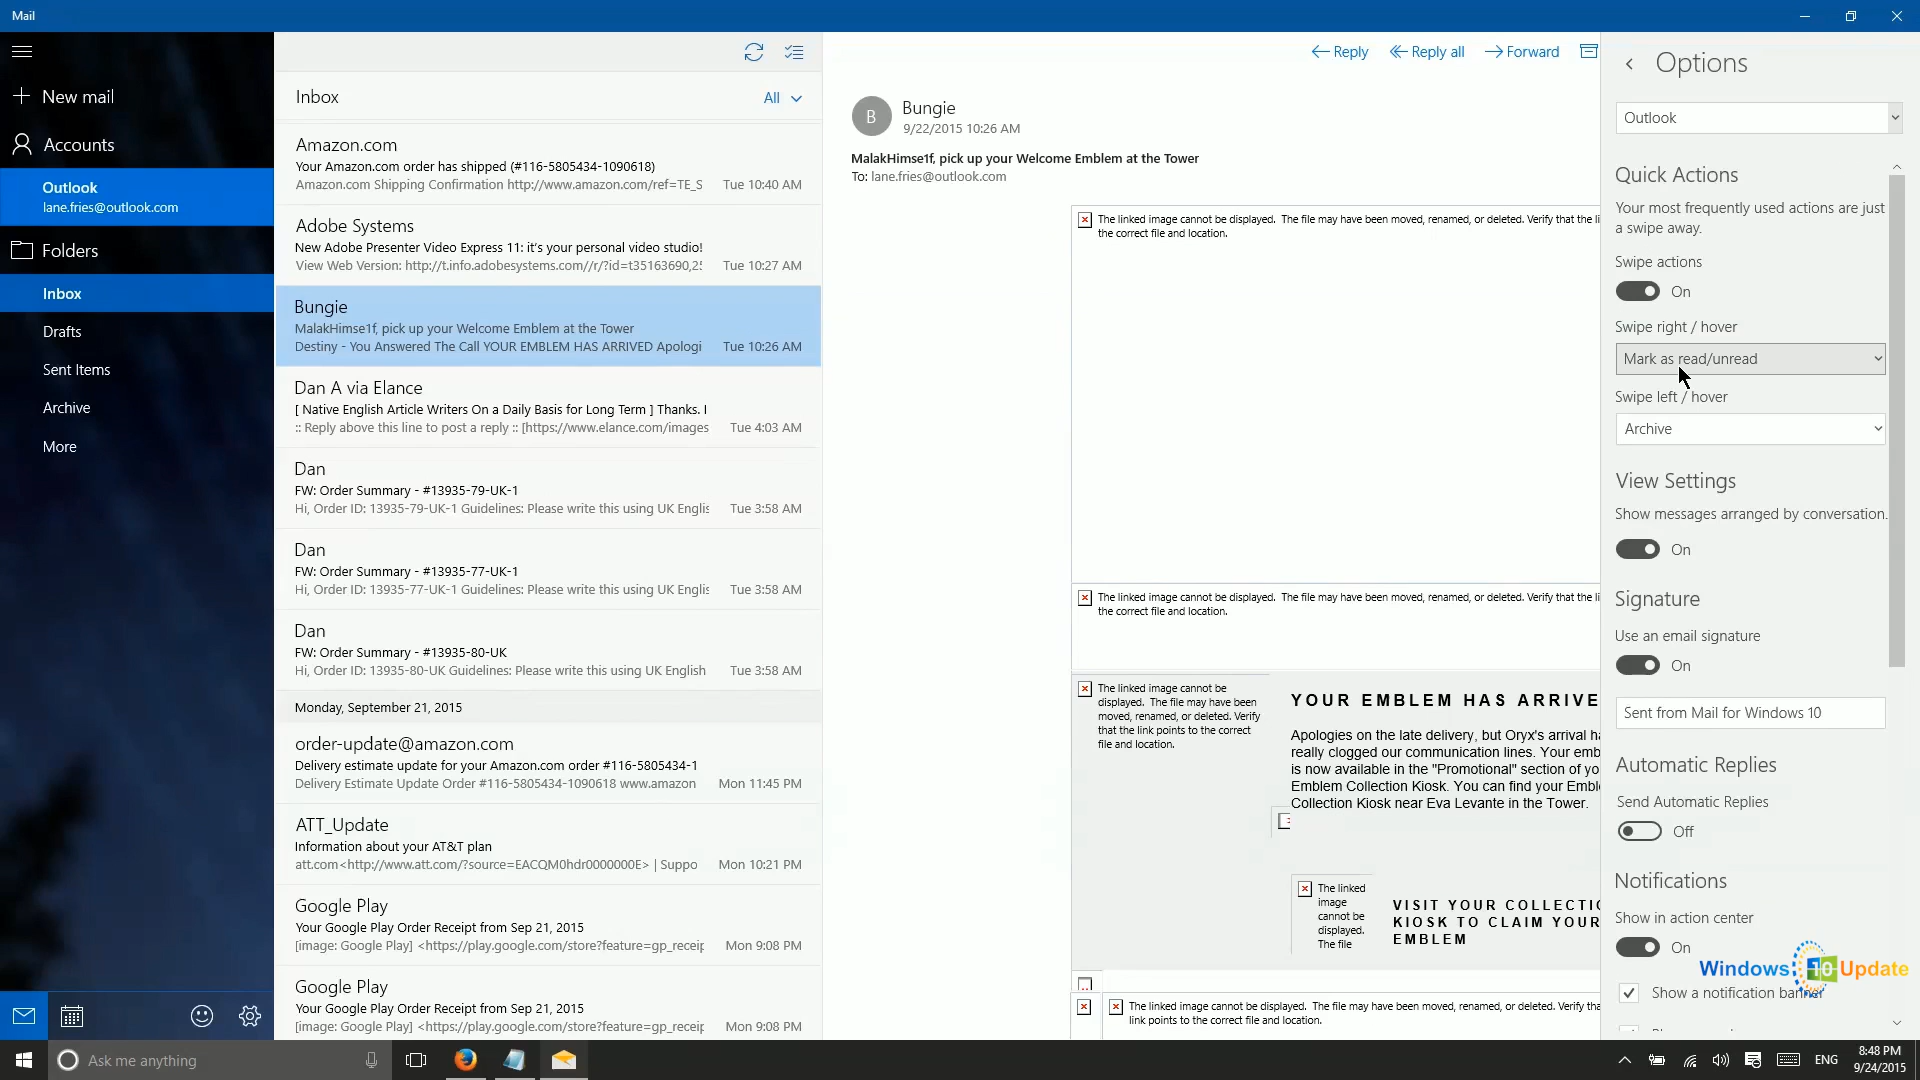 Mail
New mail
Accounts
Outlook
lane.fries@outlook.com
Folders
Inbox
Drafts
Sent Items
Archive
More
Inbox
All
Amazon.com
Your Amazon.com order has shipped (#116-5805434-1090618)
Amazon.com Shipping Confirmation http://www.amazon.com/ref=TE_S Tue 10:40 AM
Adobe Systems
New Adobe Presenter Video Express 11: it's your personal video studio!
View Web Version: http://t.info.adobesystems.com//r/?id=t35163690,25 Tue 10:27 AM
Bungie
MalakHimse1f, pick up your Welcome Emblem at the Tower
Destiny - You Answered The Call YOUR EMBLEM HAS ARRIVED Apologi Tue 10:26 AM
Dan A via Elance
[ Native English Article Writers On a Daily Basis for Long Term ] Thanks. I
:: Reply above this line to post a reply :: [https://www.elance.com/images Tue 4:03 AM
Dan
FW: Order Summary - #13935-79-UK-1
Hi, Order ID: 13935-79-UK-1 Guidelines: Please write this using UK Englis Tue 3:58 AM
Dan
FW: Order Summary - #13935-77-UK-1
Hi, Order ID: 13935-77-UK-1 Guidelines: Please write this using UK Englis Tue 3:58 AM
Dan
FW: Order Summary - #13935-80-UK
Hi, Order ID: 13935-80-UK Guidelines: Please write this using UK English Tue 3:58 AM
Monday, September 21, 2015
order-update@amazon.com
Delivery estimate update for your Amazon.com order #116-5805434-1
Delivery Estimate Update Order #116-5805434-1090618 www.amazon Mon 11:45 PM
ATT_Update
Information about your AT&T plan
att.com<http://www.att.com/?source=EACQM0hdr0000000E> | Suppo Mon 10:21 PM
Google Play
Your Google Play Order Receipt from Sep 21, 2015
[image: Google Play] <https://play.google.com/store?feature=gp_receip Mon 9:08 PM
Google Play
Your Google Play Order Receipt from Sep 21, 2015
[image: Google Play] <https://play.google.com/store?feature=gp_receip Mon 9:08 PM
Reply Reply all Forward
B
Bungie
9/22/2015 10:26 AM
MalakHimse1f, pick up your Welcome Emblem at the Tower
To: lane.fries@outlook.com
The linked image cannot be displayed. The file may have been moved, renamed, or deleted. Verify that the li
the correct file and location.
The linked image cannot be displayed. The file may have been moved, renamed, or deleted. Verify that the li
the correct file and location.
The linked image cannot be
displayed. The file may have been
moved, renamed, or deleted. Verify
that the link points to the correct
file and location.
YOUR EMBLEM HAS ARRIVE
Apologies on the late delivery, but Oryx's arrival ha
really clogged our communication lines. Your emb
is now available in the "Promotional" section of yo
Emblem Collection Kiosk. You can find your Emble
Collection Kiosk near Eva Levante in the Tower.
The linked
image
cannot be
displayed.
The file
VISIT YOUR COLLECTIO
KIOSK TO CLAIM YOUR
EMBLEM
The linked image cannot be displayed. The file may have been moved, renamed, or deleted. Verify tha
link points to the correct file and location.
Options
Outlook
Quick Actions
Your most frequently used actions are just
a swipe away.
Swipe actions
On
Swipe right / hover
Mark as read/unread
Swipe left / hover
Archive
View Settings
Show messages arranged by conversation.
On
Signature
Use an email signature
On
Sent from Mail for Windows 10
Automatic Replies
Send Automatic Replies
Off
Notifications
Show in action center
On
Windows 10 Update
Show a notification banner
Ask me anything
ENG
8:48 PM
9/24/2015